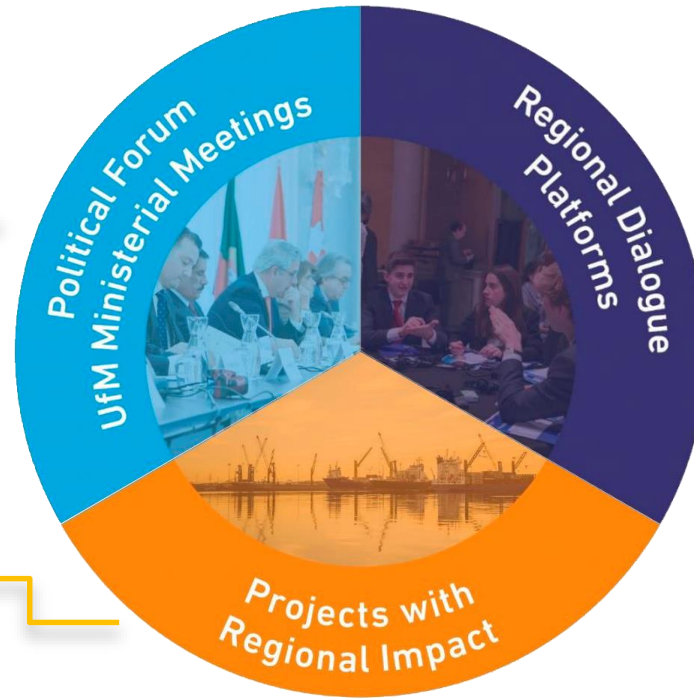 Political Forum
UfM Ministerial Meetings
Regional Dialogue
Platforms
Projects with
Regional Impact